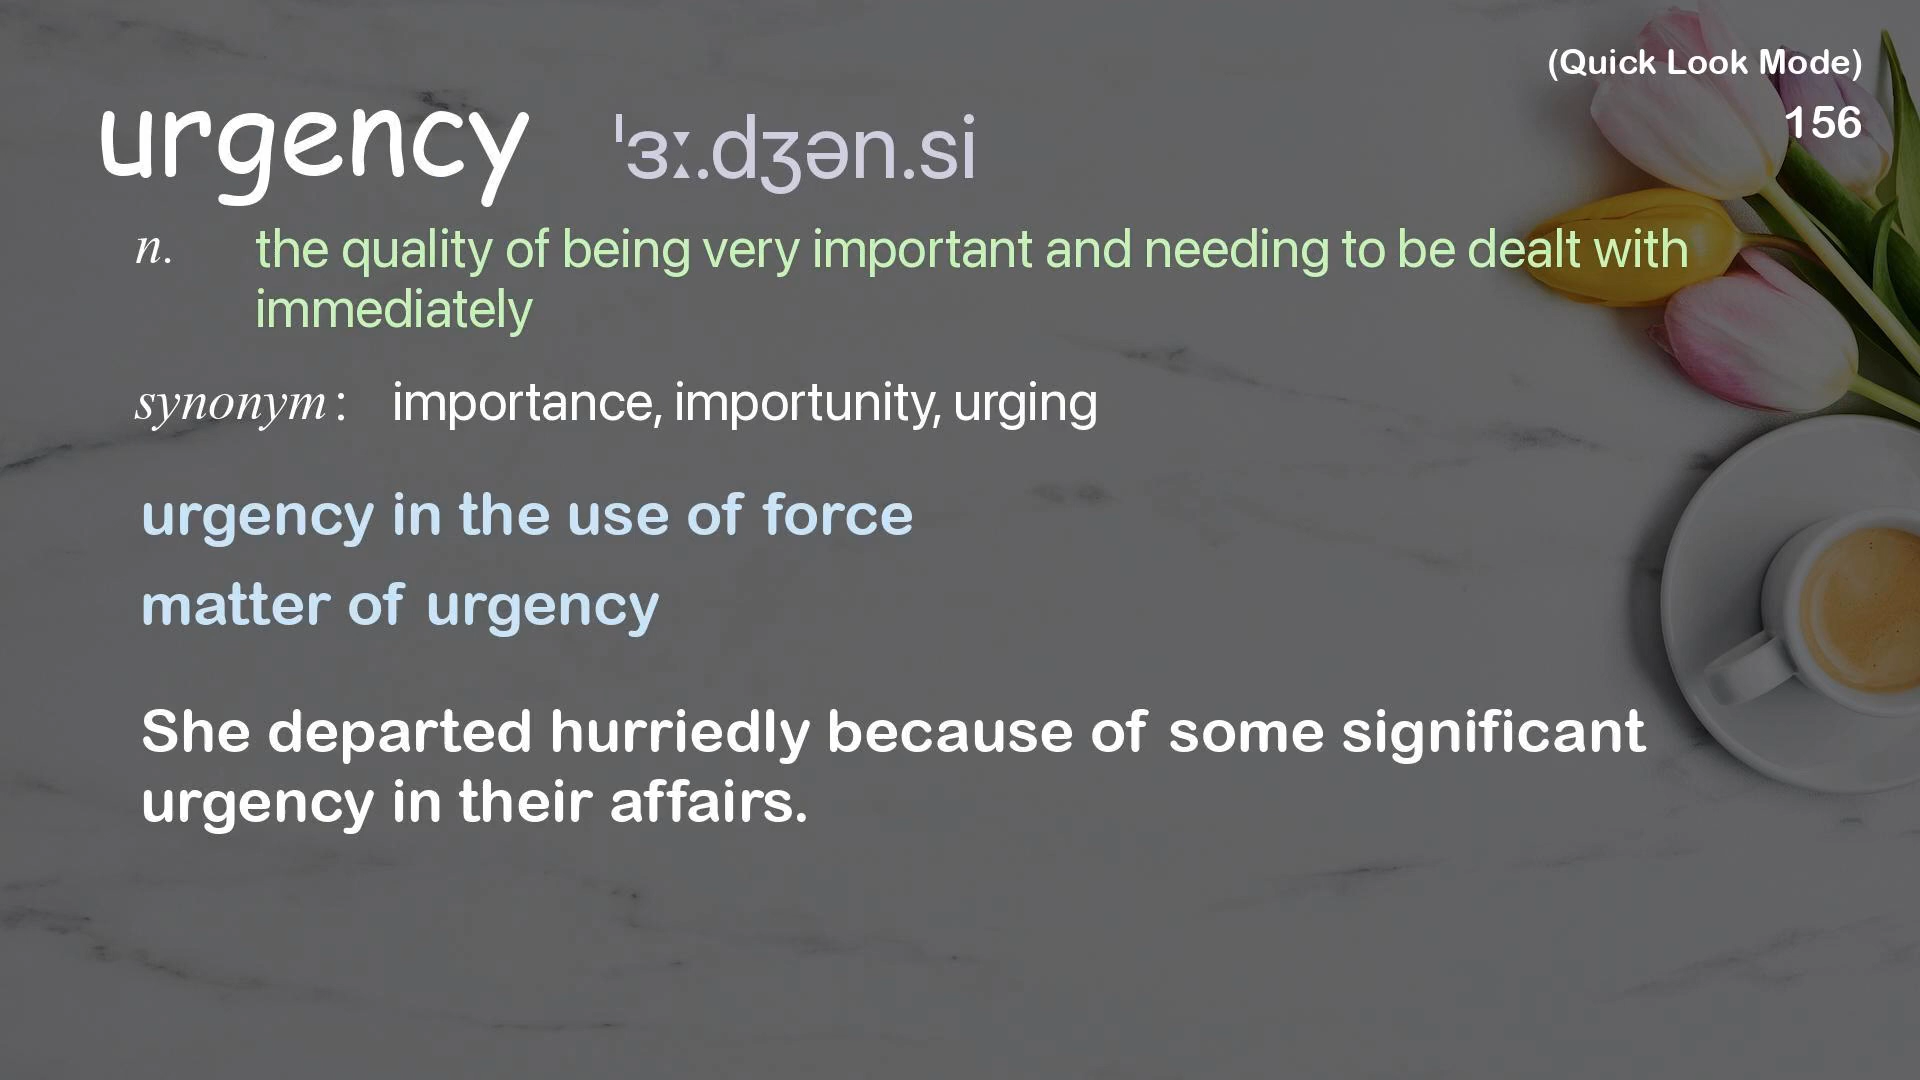 (Quick Look Mode)
156
urgency ˈɜː.dʒən.si
n. the quality of being very important and needing to be dealt with
immediately
synonym: importance, importunity, urging
urgency in the use of force
matter of urgency
She departed hurriedly because of some significant
urgency in their affairs.